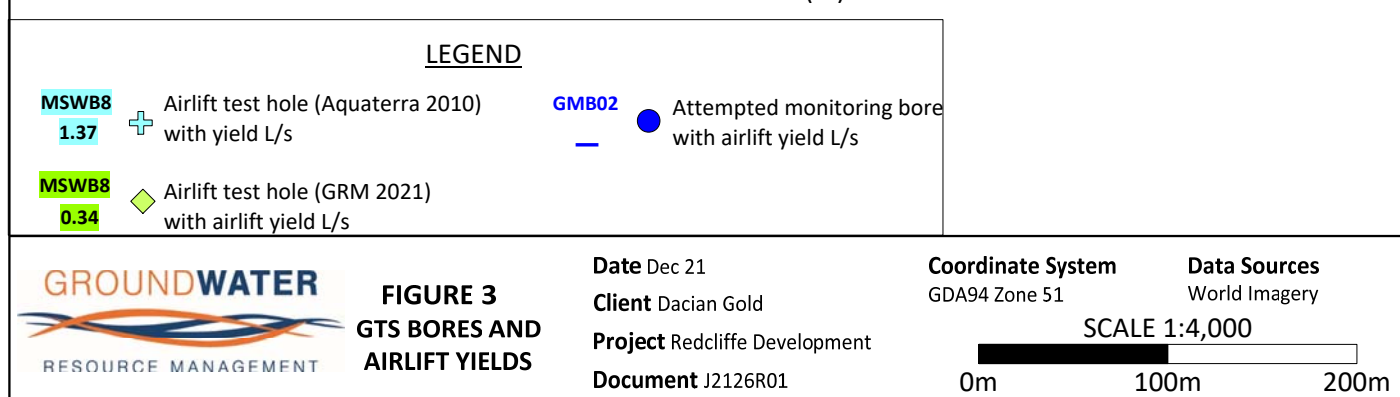 LEGEND
MSWB8
1.37
Airlift test hole (Aquaterra 2010)
with yield L/s
GMB02
—
Attempted monitoring bore
with airlift yield L/s
MSWB8
0.34
Airlift test hole (GRM 2021)
with airlift yield L/s
GROUNDWATER
RESOURCE MANAGEMENT
FIGURE 3
GTS BORES AND
AIRLIFT YIELDS
Date Dec 21
Client Dacian Gold
Project Redcliffe Development
Document J2126R01
Coordinate System
GDA94 Zone 51
Data Sources
World Imagery
SCALE 1:4,000
0m 100m 200m